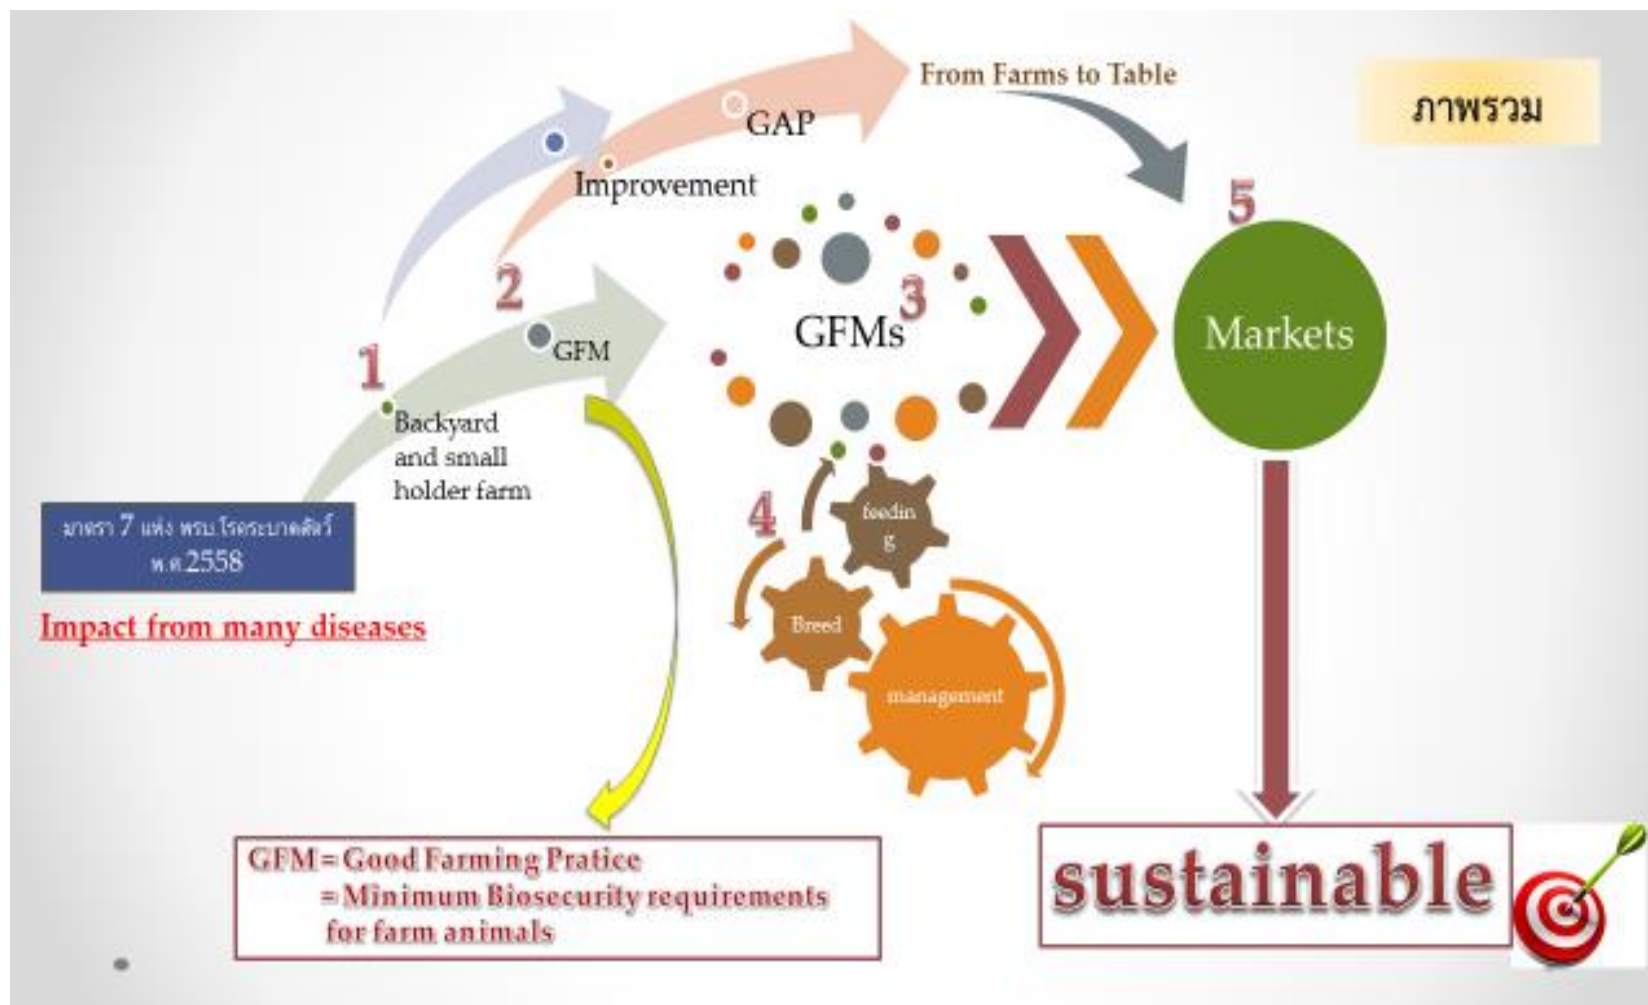 ภาพรวม
From Farms to Table
GAP
Improvement
1
2
3
4
5
GFM
GFMs
Markets
Backyard
and small
holder farm
มาตรา 7 แห่ง พรบ.โรคระบาดสัตว์
พ.ศ.2558
Impact from many diseases
feedin
g
Breed
management
GFM= Good Farming Pratice
= Minimum Biosecurity requirements
for farm animals
sustainable